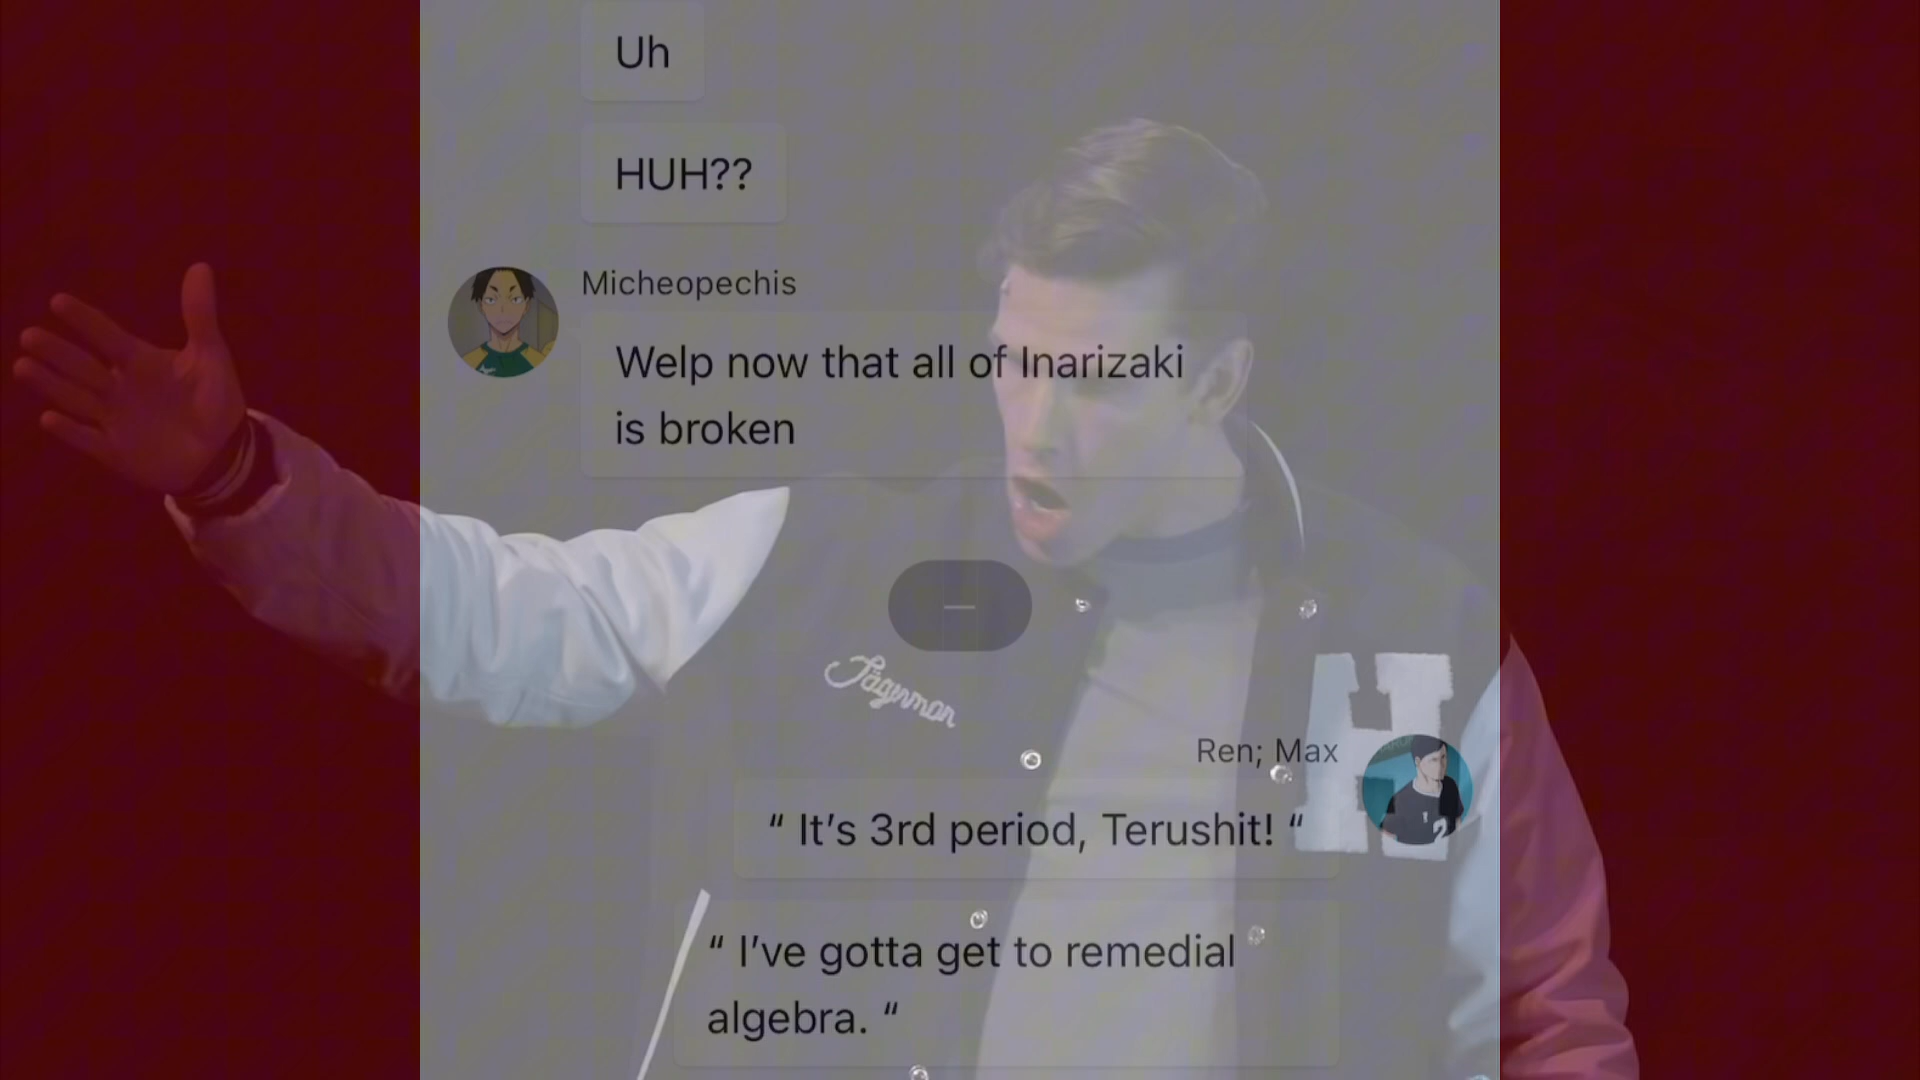 Uh
HUH??
Micheopechis
Welp now that all of Inarizaki
is broken
Jägerman
H
Ren; Max
“ It’s 3rd period, Terushit! “
“ I’ve gotta get to remedial
algebra. “